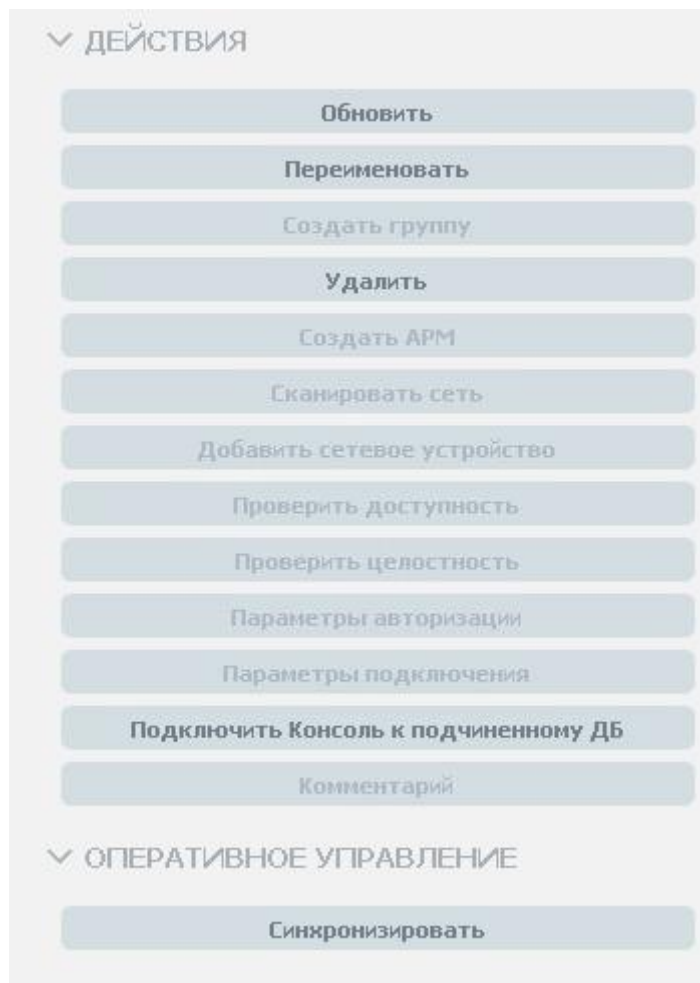 ДЕЙСТВИЯ
Обновить
Переименовать
Создать группу
Удалить
Создать АРМ
Сканировать сеть
Добавить сетевое устройство
Проверить доступность
Проверить целостность
Параметры авторизации
Параметры подключения
Подключить Консоль к подчиненному ДБ
Комментарий
ОПЕРАТИВНОЕ УПРАВЛЕНИЕ
Синхронизировать